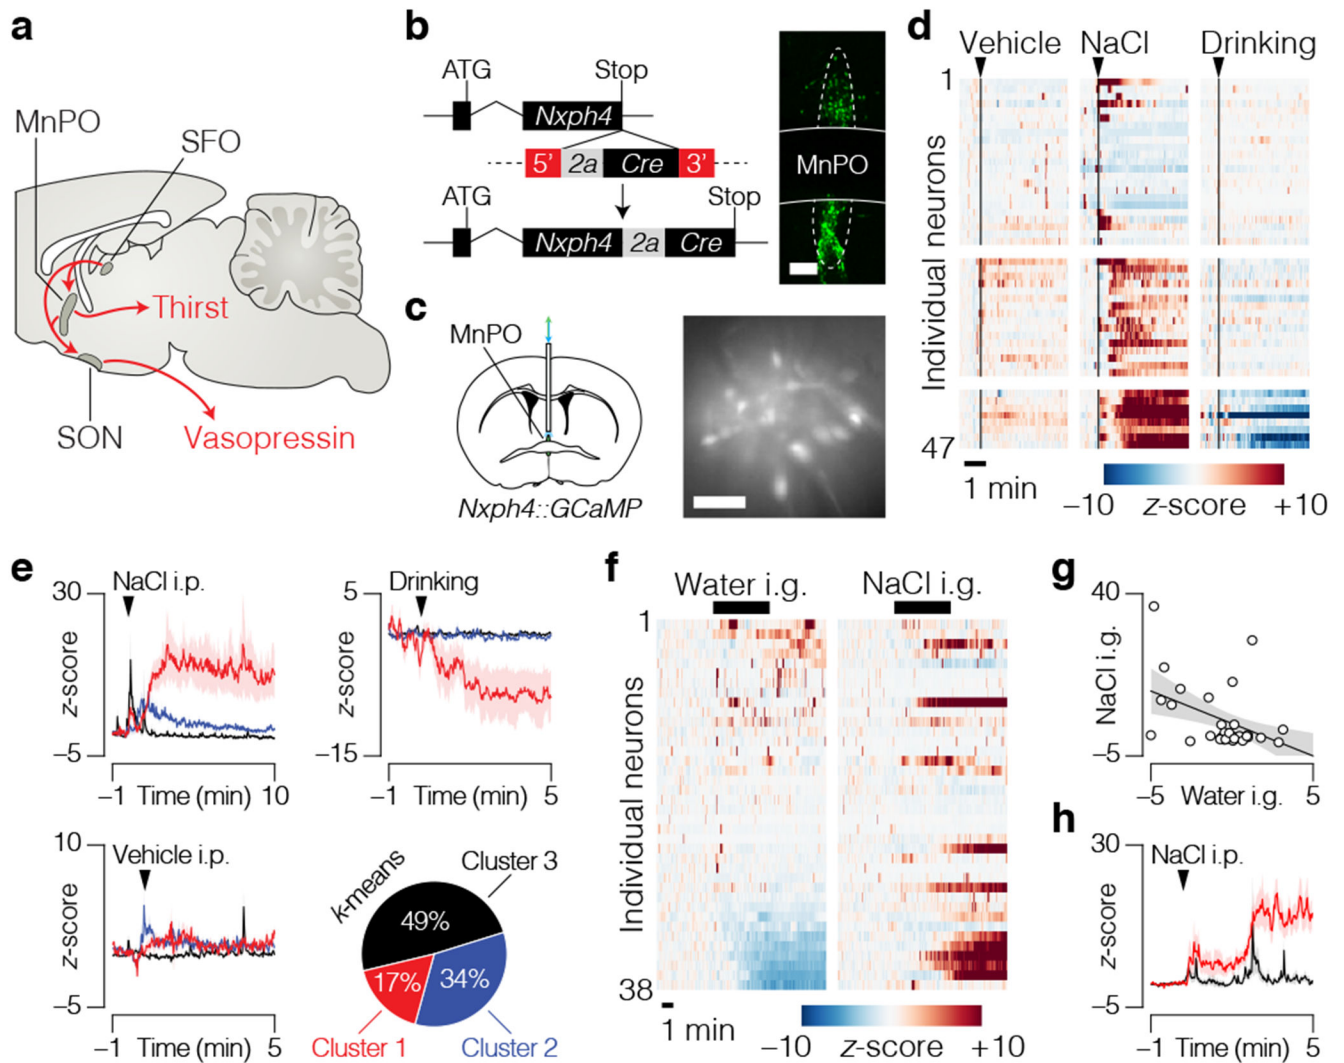 a
MnPO
SFO
Thirst
SON
Vasopressin
b
ATG
Stop
Nxph4
5’ 2a Cre 3’
ATG
Stop
Nxph4 2a Cre
MnPO
c
MnPO
Nxph4::GCaMP
d
Vehicle NaCl Drinking
1
Individual neurons
47
1 min
−10 z-score +10
e
NaCl i.p.
30
z-score
−5
−1 Time (min) 10
Drinking
5
z-score
−15
−1 Time (min) 5
Vehicle i.p.
10
z-score
−5
−1 Time (min) 5
k-means
Cluster 3
49%
17% 34%
Cluster 1 Cluster 2
f
Water i.g. NaCl i.g.
1
Individual neurons
38
1 min
−10 z-score +10
g
40
NaCl i.g.
−5
−5 Water i.g. 5
h
30
NaCl i.p.
z-score
−5
−1 Time (min) 5